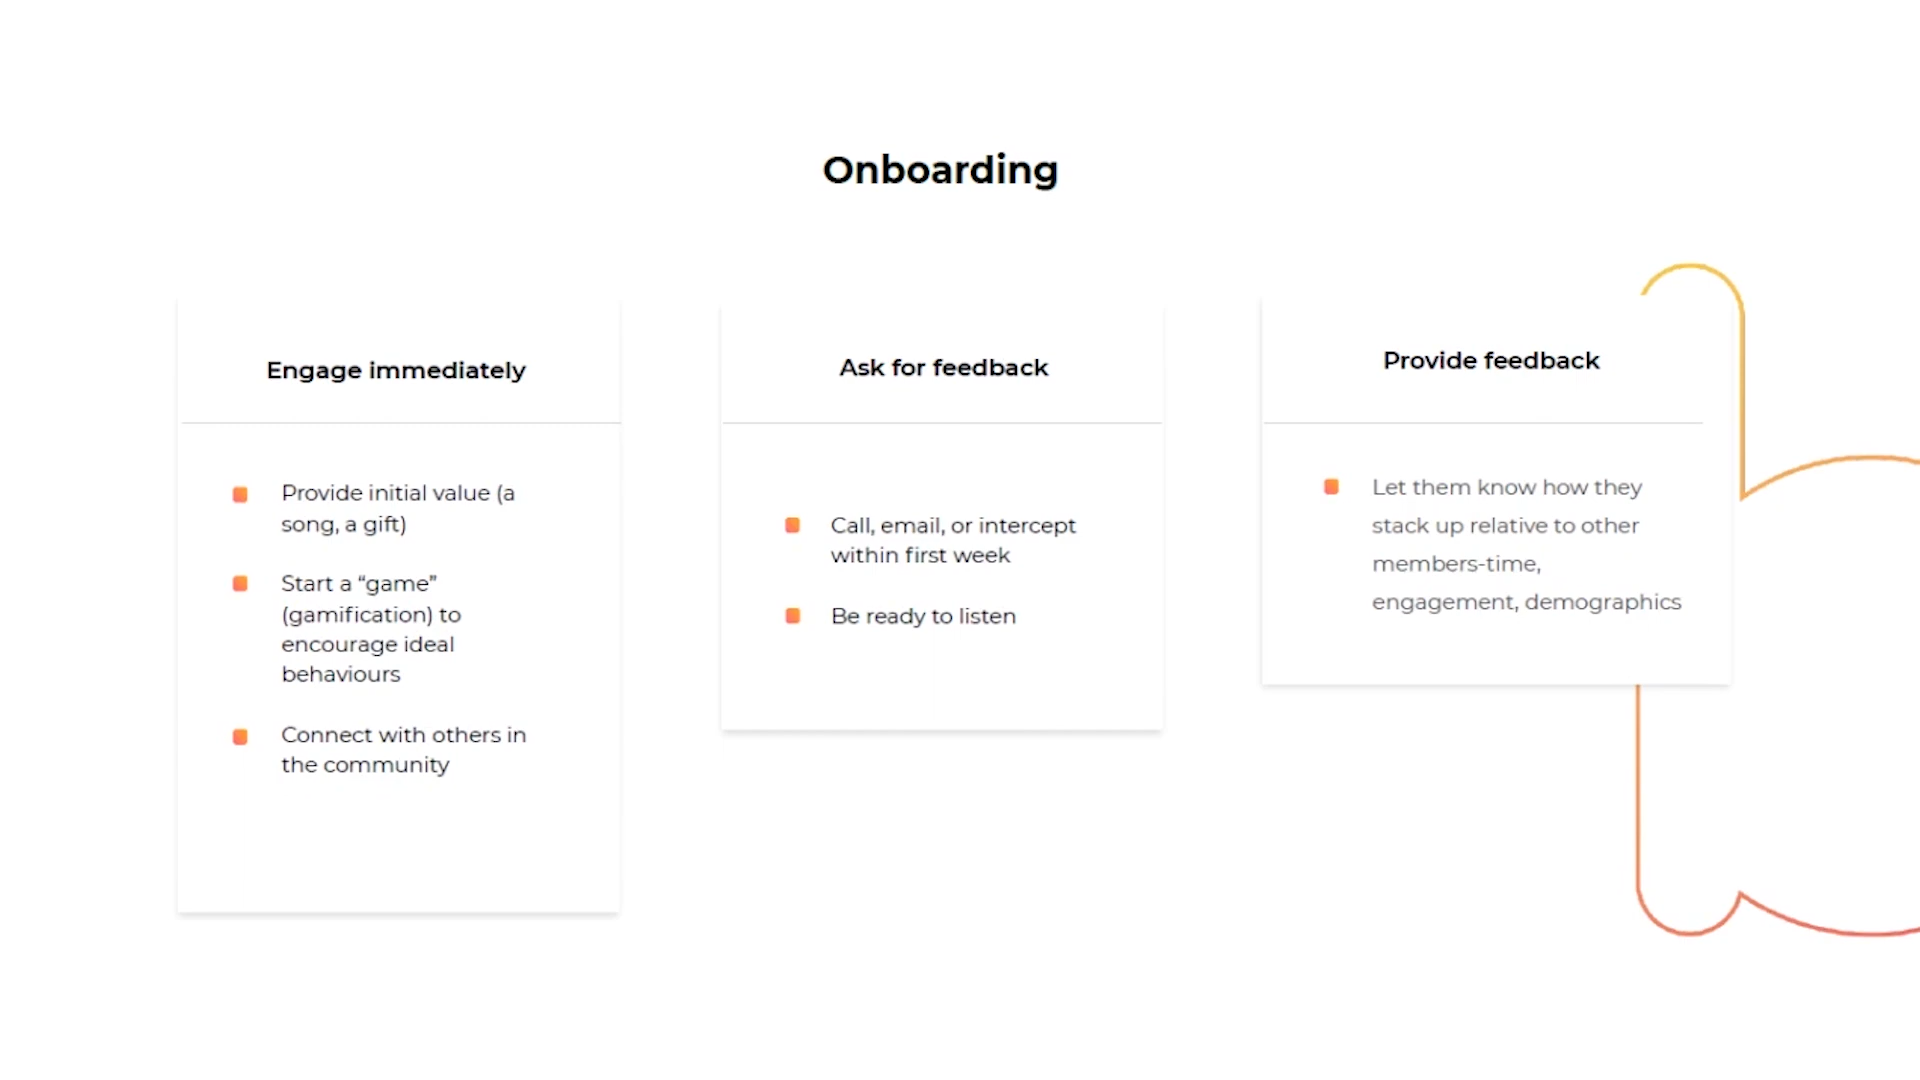 Onboarding
Engage immediately
Provide initial value (a
song, a gift)
Start a “game”
(gamification) to
encourage ideal
behaviours
Connect with others in
the community
Ask for feedback
Call, email, or intercept
within first week
Be ready to listen
Provide feedback
Let them know how they
stack up relative to other
members-time,
engagement, demographics